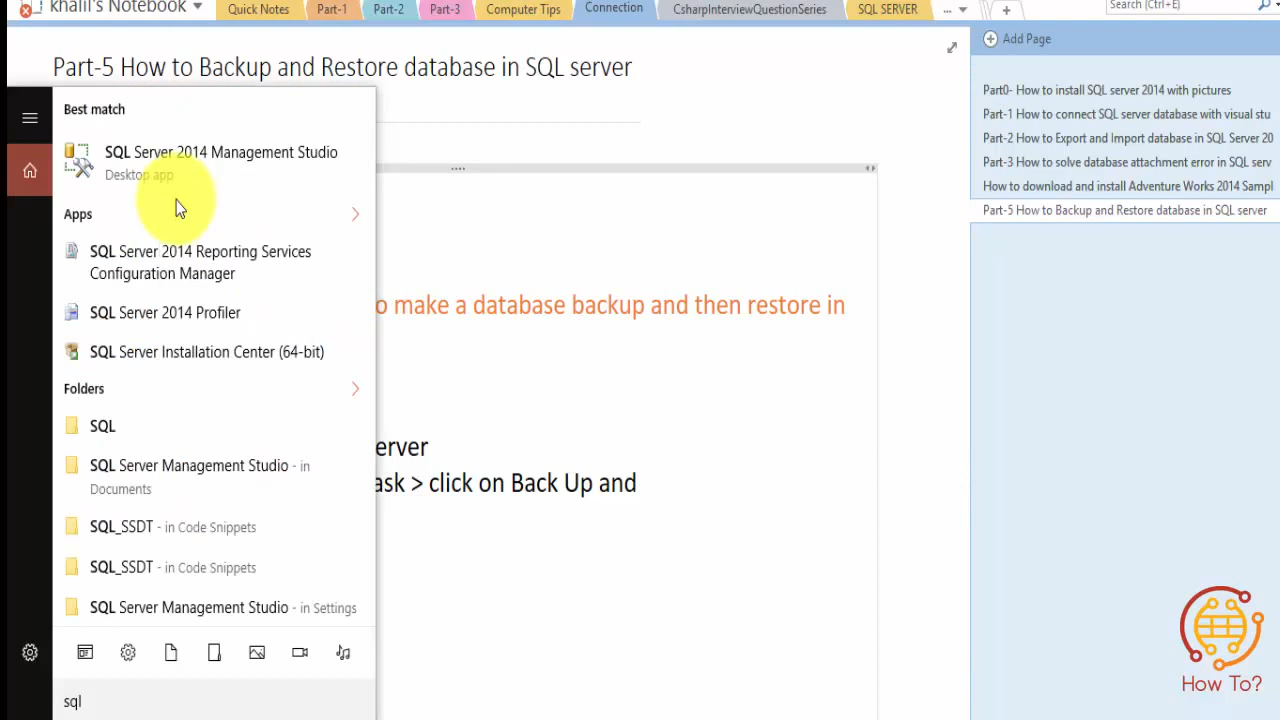 khalil's Notebook
Quick Notes
Part-1
Part-2
Part-3
Computer Tips
Connection
CsharpInterviewQuestionSeries
SQL SERVER
...
Search (Ctrl+E)
Part-5 How to Backup and Restore database in SQL server
Add Page
Part0- How to install SQL server 2014 with pictures
Part-1 How to connect SQL server database with visual stu
Part-2 How to Export and Import database in SQL Server 20
Part-3 How to solve database attachment error in SQL serv
How to download and install Adventure Works 2014 Sampl
Part-5 How to Backup and Restore database in SQL server
Best match
SQL Server 2014 Management Studio
Desktop app
Apps
SQL Server 2014 Reporting Services
Configuration Manager
SQL Server 2014 Profiler
SQL Server Installation Center (64-bit)
Folders
SQL
SQL Server Management Studio - in
Documents
SQL_SSDT - in Code Snippets
SQL_SSDT - in Code Snippets
SQL Server Management Studio - in Settings
sql
o make a database backup and then restore in
erver
ask > click on Back Up and
How To?